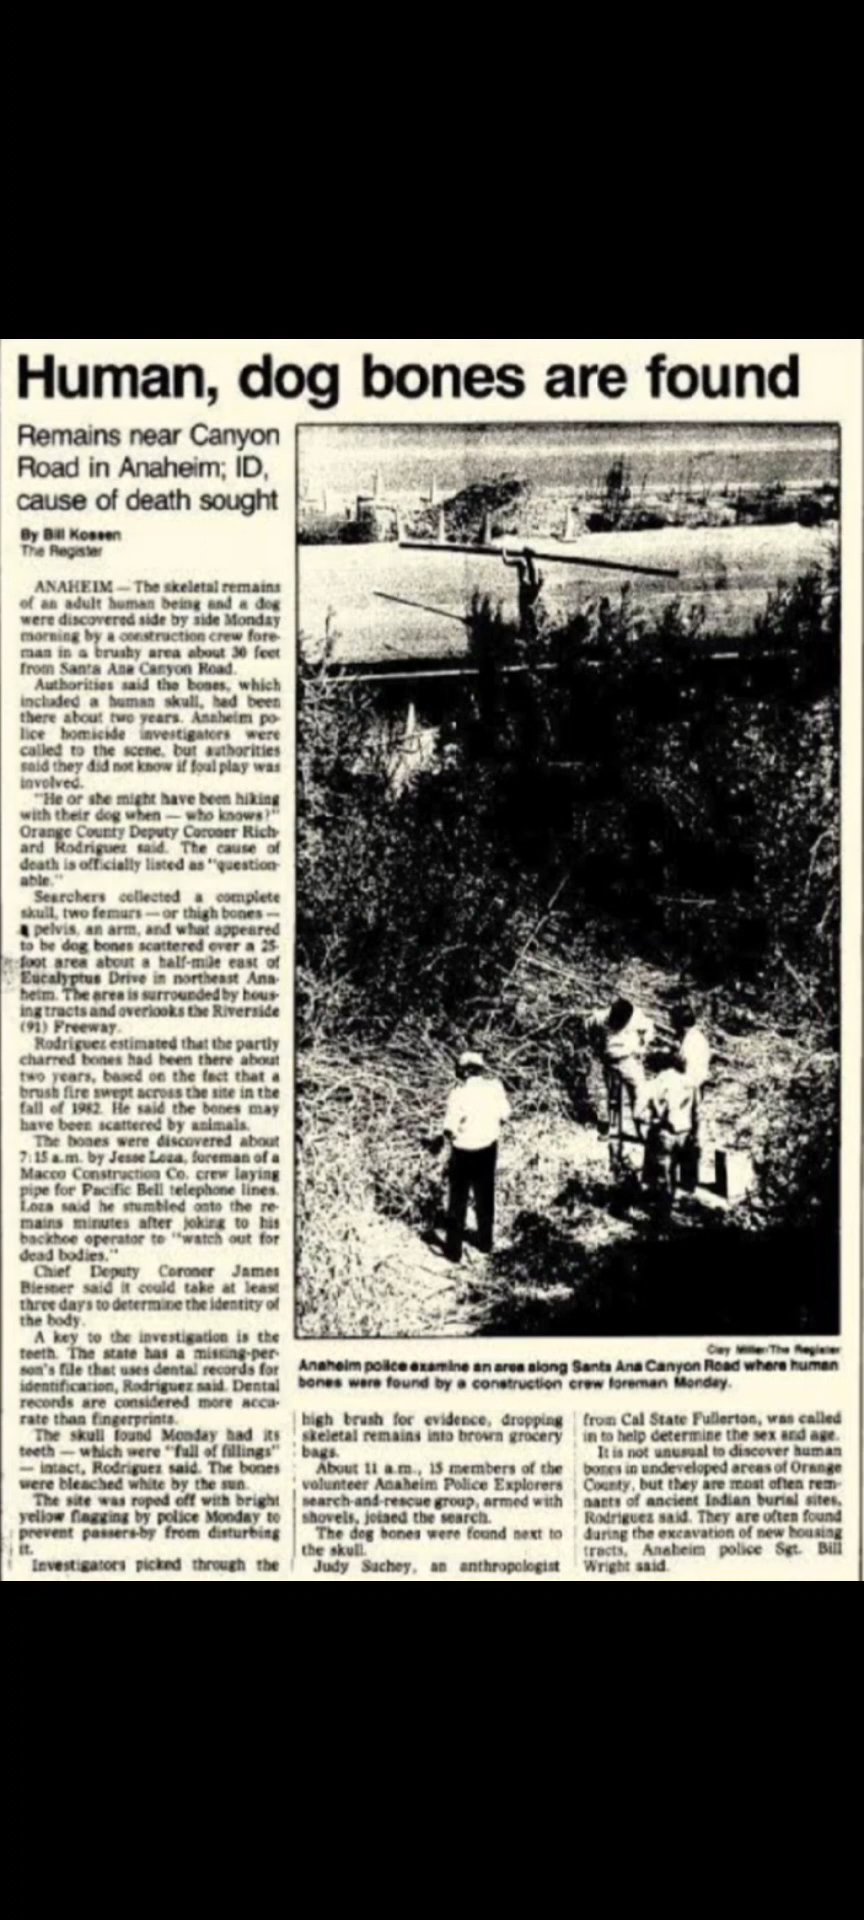 Human, dog bones are found
Remains near Canyon
Road in Anaheim; ID,
cause of death sought
By Bill Kossen
The Register
ANAHEIM — The skeletal remains
of an adult human being and a dog
were discovered side by side Monday
morning by a construction crew fore-
man in a brushy area about 30 feet
from Santa Ana Canyon Road.
Authorities said the bones, which
included a human skull, had been
there about two years. Anaheim po-
lice homicide investigators were
called to the scene, but authorities
said they did not know if foul play was
involved.
"He or she might have been hiking
with their dog when — who knows?"
Orange County Deputy Coroner Rich-
ard Rodriguez said. The cause of
death is officially listed as "question-
able."
Searchers collected a complete
skull, two femurs — or thigh bones —
a pelvis, an arm, and what appeared
to be dog bones scattered over a 25-
foot area about a half-mile east of
Eucalyptus Drive in northeast Ana-
heim. The area is surrounded by hous-
ing tracts and overlooks the Riverside
(91) Freeway.
Rodriguez estimated that the partly
charred bones had been there about
two years, based on the fact that a
brush fire swept across the site in the
fall of 1982. He said the bones may
have been scattered by animals.
The bones were discovered about
7:15 a.m. by Jesse Loza, foreman of a
Macco Construction Co. crew laying
pipe for Pacific Bell telephone lines.
Loza said he stumbled onto the re-
mains minutes after joking to his
backhoe operator to "watch out for
dead bodies."
Chief Deputy Coroner James
Biesner said it could take at least
three days to determine the identity of
the body.
A key to the investigation is the
teeth. The state has a missing-per-
son's file that uses dental records for
identification, Rodriguez said. Dental
records are considered more accu-
rate than fingerprints.
The skull found Monday had its
teeth — which were "full of fillings"
— intact, Rodriguez said. The bones
were bleached white by the sun.
The site was roped off with bright
yellow flagging by police Monday to
prevent passers-by from disturbing
it.
Investigators picked through the
Clay Miller/The Register
Anaheim police examine an area along Santa Ana Canyon Road where human
bones were found by a construction crew foreman Monday.
high brush for evidence, dropping
skeletal remains into brown grocery
bags.
About 11 a.m., 15 members of the
volunteer Anaheim Police Explorers
search-and-rescue group, armed with
shovels, joined the search.
The dog bones were found next to
the skull.
Judy Suchey, an anthropologist
from Cal State Fullerton, was called
in to help determine the sex and age.
It is not unusual to discover human
bones in undeveloped areas of Orange
County, but they are most often rem-
nants of ancient Indian burial sites,
Rodriguez said. They are often found
during the excavation of new housing
tracts, Anaheim police Sgt. Bill
Wright said.